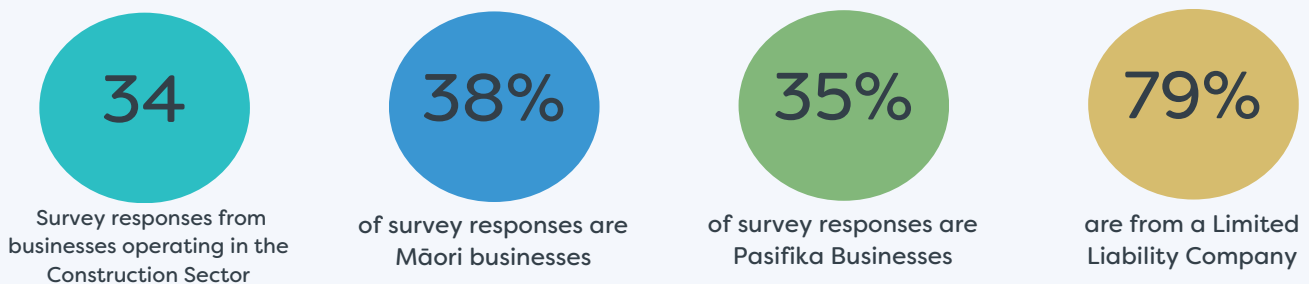 34
Survey responses from
businesses operating in the
Construction Sector
38%
of survey responses are
Māori businesses
35%
of survey responses are
Pasifika Businesses
79%
are from a Limited
Liability Company